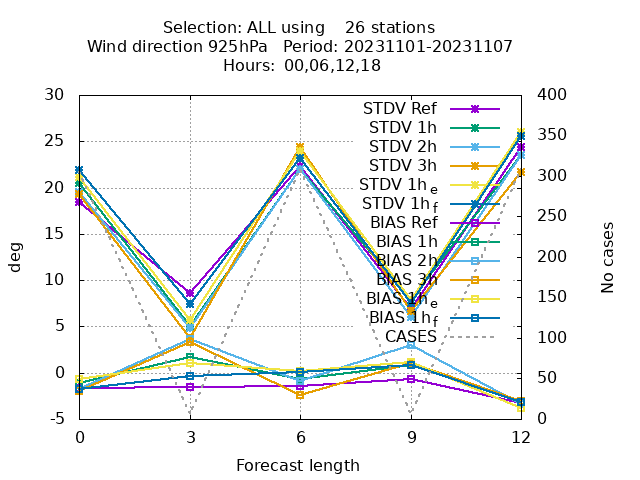 Selection: ALL using    26 stations
Wind direction 925hPa   Period: 20231101-20231107
Hours: 00,06,12,18
30
25
20
15
10
5
0
-5
400
350
300
250
200
150
100
50
0
STDV Ref
STDV 1h
STDV 2h
STDV 3h
STDV 1h e
STDV 1h f
BIAS Ref
BIAS 1h
BIAS 2h
BIAS 3h
BIAS 1h e
BIAS 1h f
CASES
deg
No cases
0 3 6 9 12
Forecast length